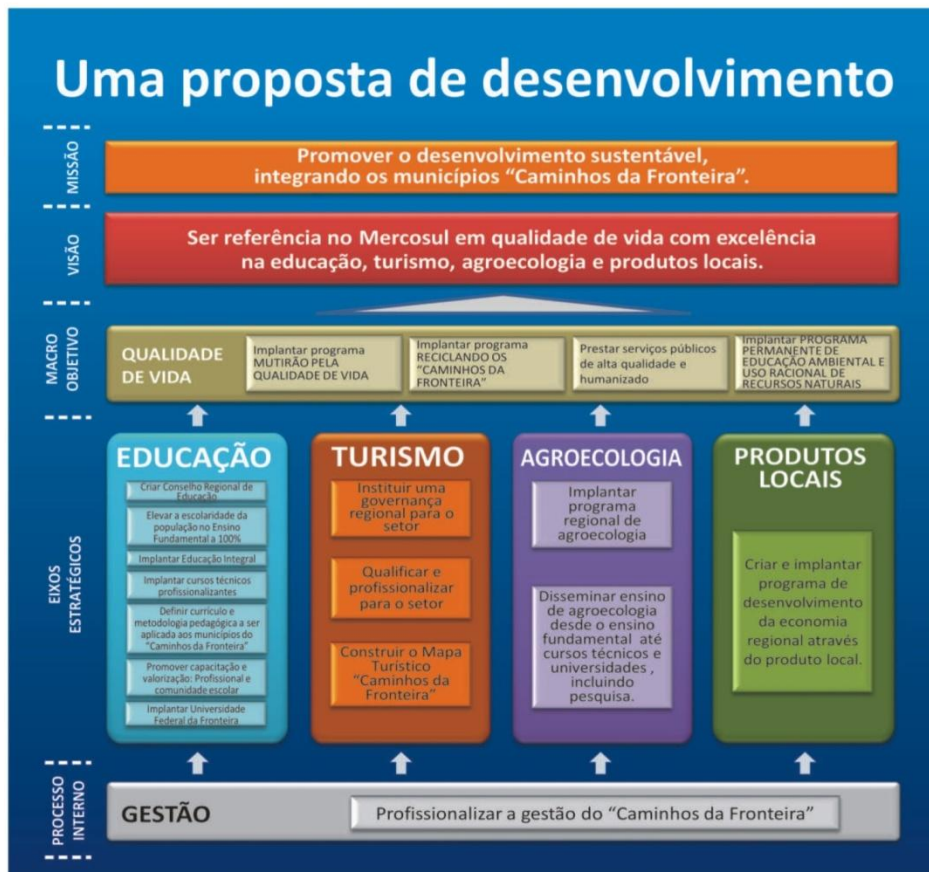 Uma proposta de desenvolvimento
MISSÃO
Promover o desenvolvimento sustentável,
integrando os municípios “Caminhos da Fronteira”.
VISÃO
Ser referência no Mercosul em qualidade de vida com excelência
na educação, turismo, agroecologia e produtos locais.
MACRO
OBJETIVO
QUALIDADE
DE VIDA
Implantar programa
MUTIRÃO PELA
QUALIDADE DE VIDA
Implantar programa
RECICLANDO OS
“CAMINHOS DA
FRONTEIRA”
Prestar serviços públicos
de alta qualidade e
humanizado
Implantar PROGRAMA
PERMANENTE DE
EDUCAÇÃO AMBIENTAL E
USO RACIONAL DE
RECURSOS NATURAIS
EIXOS
ESTRATÉGICOS
EDUCAÇÃO
Criar Conselho Regional de
Educação
Elevar a escolaridade da
população no Ensino
Fundamental a 100%
Implantar Educação Integral
Implantar cursos técnicos
profissionalizantes
Definir currículo e
metodologia pedagógica a ser
aplicada aos municípios do
“Caminhos da Fronteira”
Promover capacitação e
valorização: Profissional e
comunidade escolar
Implantar Universidade
Federal da Fronteira
TURISMO
Instituir uma
governança
regional para o
setor
Qualificar e
profissionalizar
para o setor
Construir o Mapa
Turístico
“Caminhos da
Fronteira”
AGROECOLOGIA
Implantar
programa
regional de
agroecologia
Disseminar ensino
de agroecologia
desde o ensino
fundamental até
cursos técnicos e
universidades ,
incluindo
pesquisa.
PRODUTOS
LOCAIS
Criar e implantar
programa de
desenvolvimento
da economia
regional através
do produto local.
PROCESSO
INTERNO
GESTÃO
Profissionalizar a gestão do “Caminhos da Fronteira”